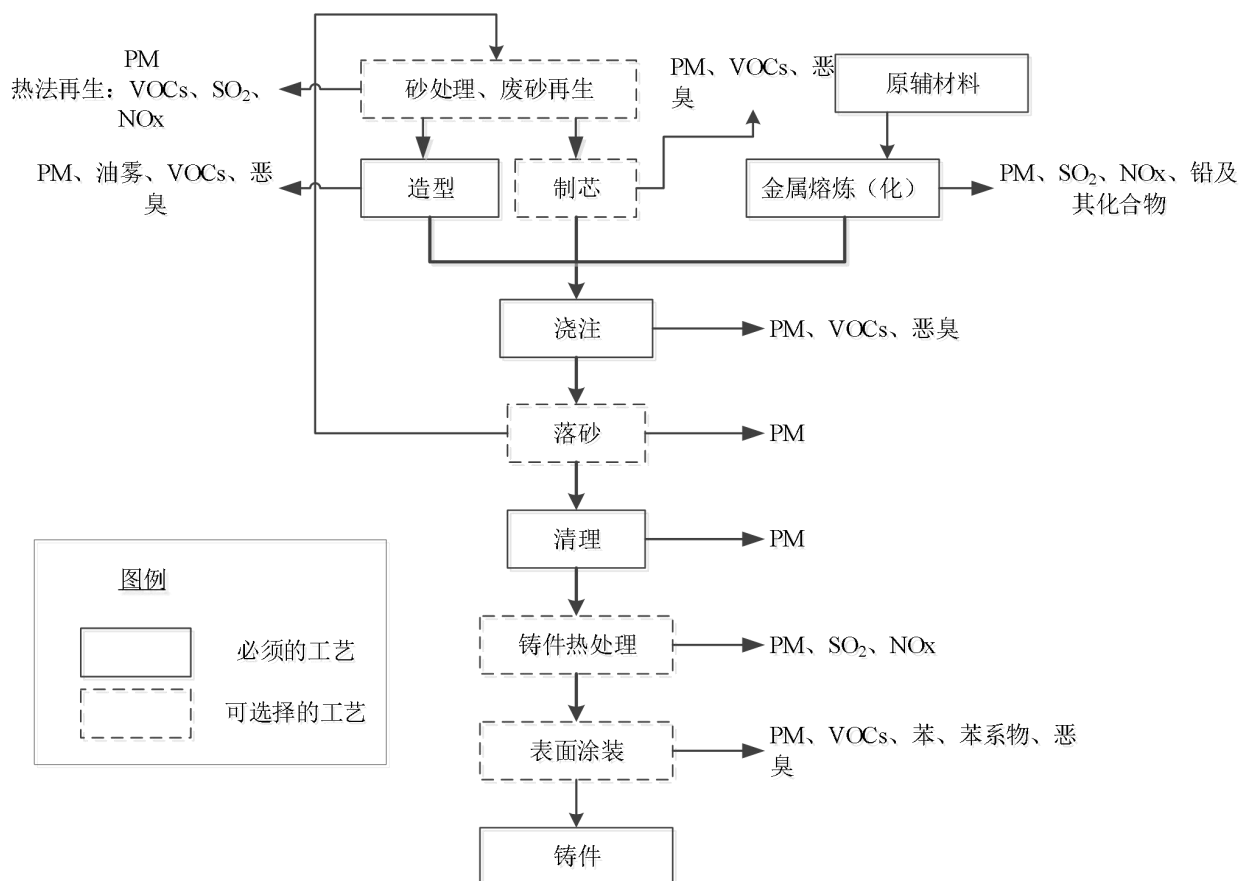 PM
热法再生：VOCs、SO₂、
NOx
砂处理、废砂再生
PM、VOCs、恶
臭
原辅材料
PM、油雾、VOCs、恶
臭
造型
制芯
金属熔炼（化）
PM、SO₂、NOx、铅及
其化合物
浇注
PM、VOCs、恶臭
落砂
PM
清理
PM
图例
必须的工艺
可选择的工艺
铸件热处理
PM、SO₂、NOx
表面涂装
PM、VOCs、苯、苯系物、恶
臭
铸件